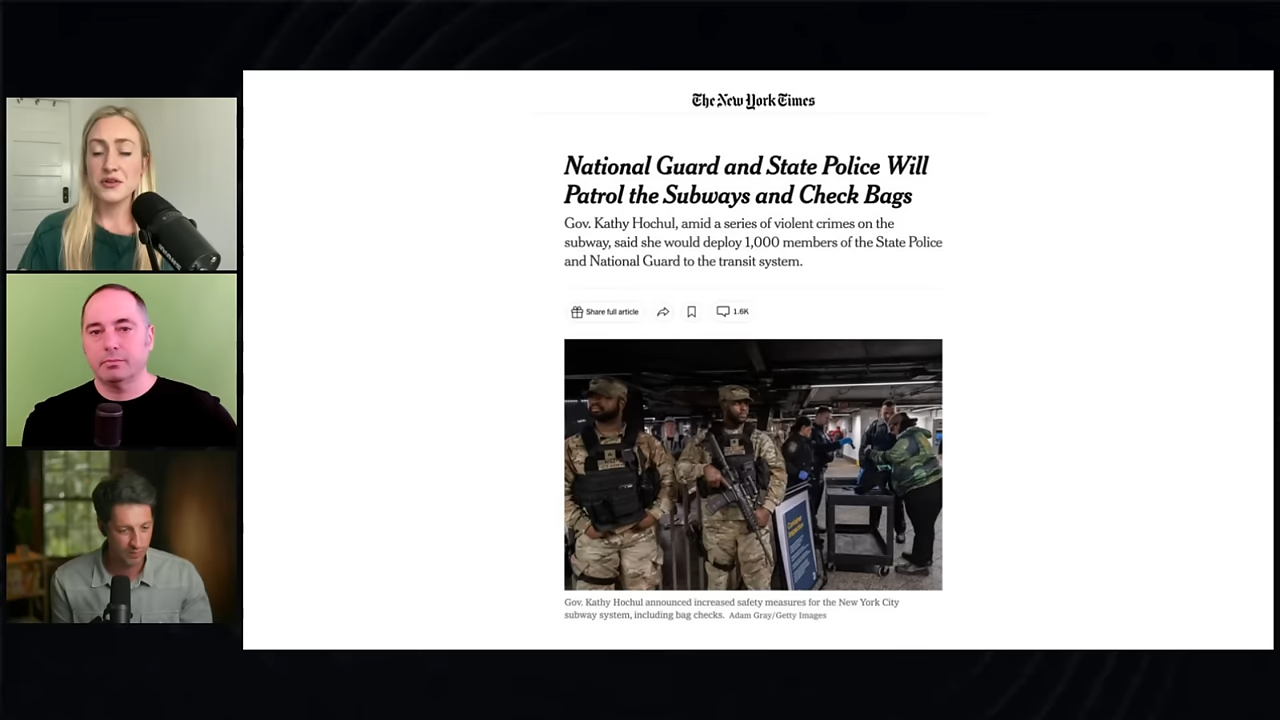 The New York Times
National Guard and State Police Will
Patrol the Subways and Check Bags
Gov. Kathy Hochul, amid a series of violent crimes on the
subway, said she would deploy 1,000 members of the State Police
and National Guard to the transit system.
Share full article
1.6K
Gov. Kathy Hochul announced increased safety measures for the New York City
subway system, including bag checks. Adam Gray/Getty Images